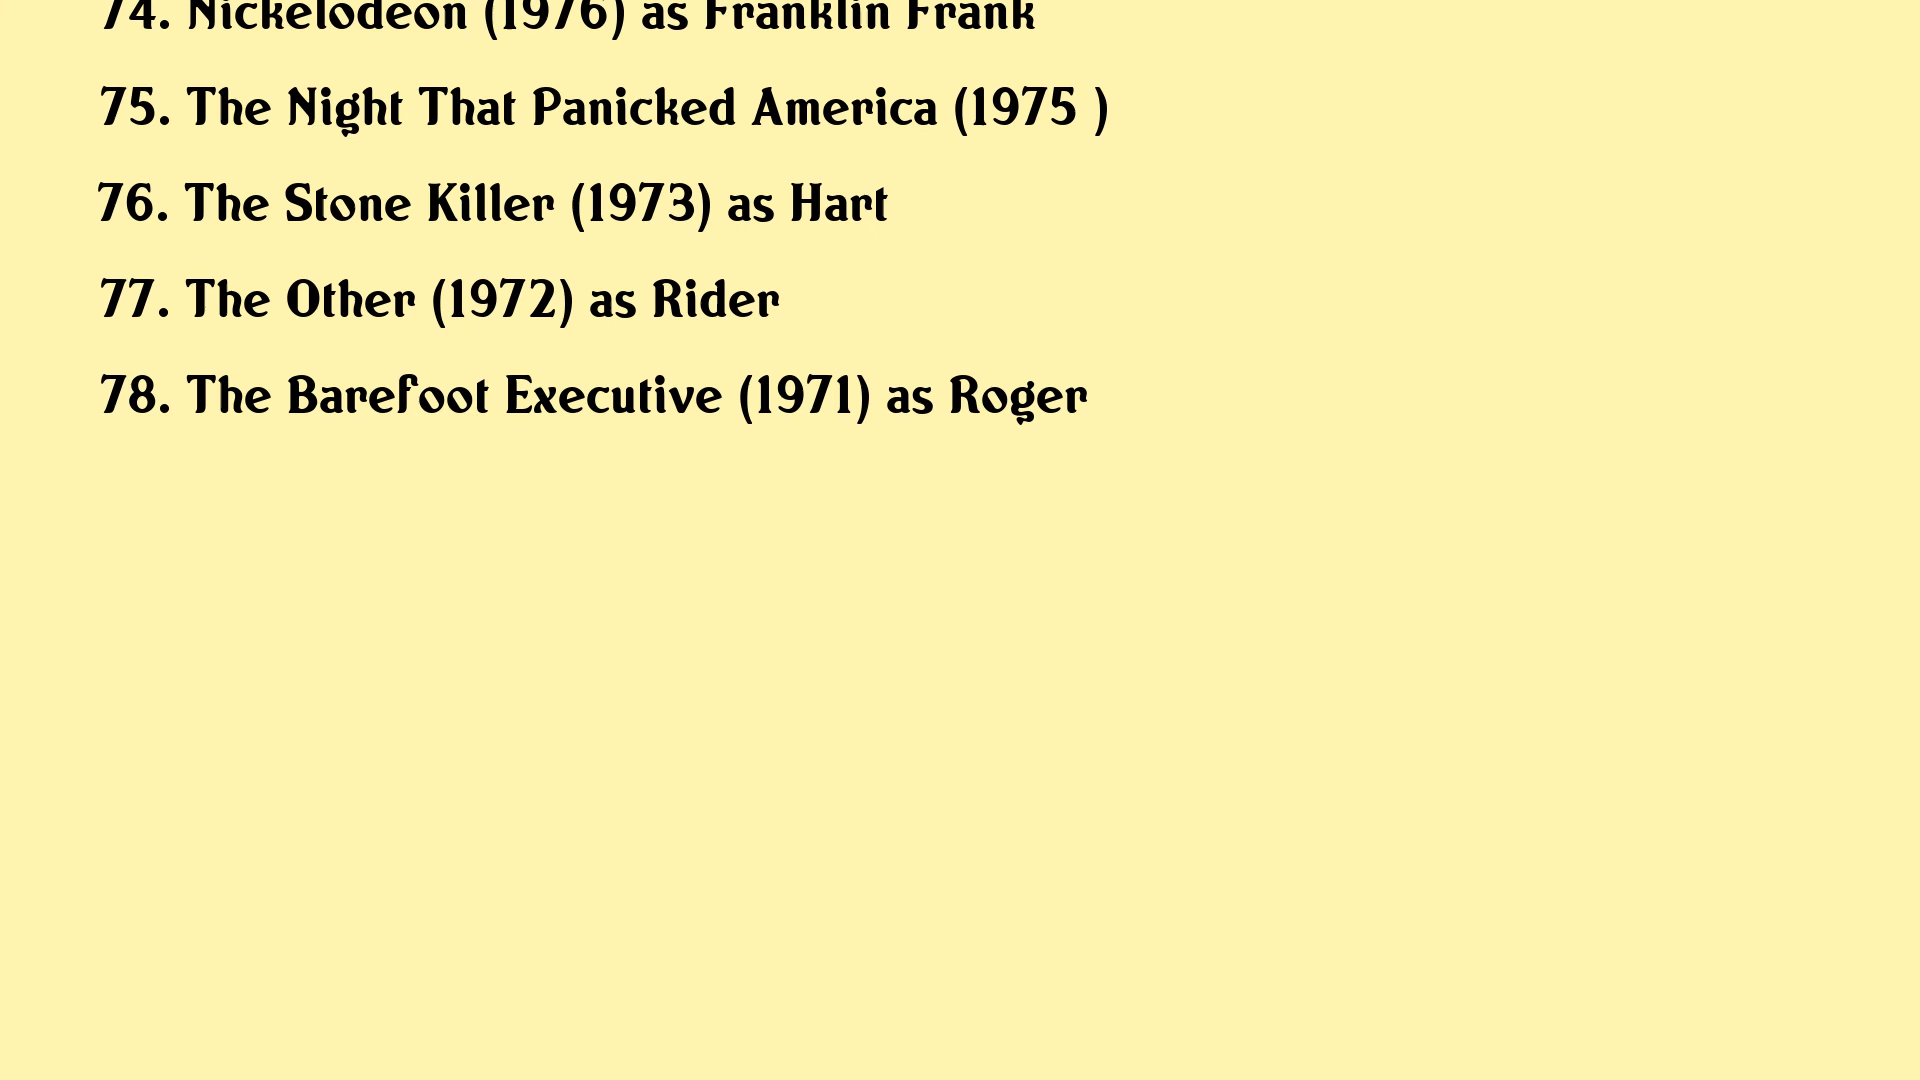 74. Nickelodeon (1976) as Franklin Frank
75. The Night That Panicked America (1975 )
76. The Stone Killer (1973) as Hart
77. The Other (1972) as Rider
78. The Barefoot Executive (1971) as Roger